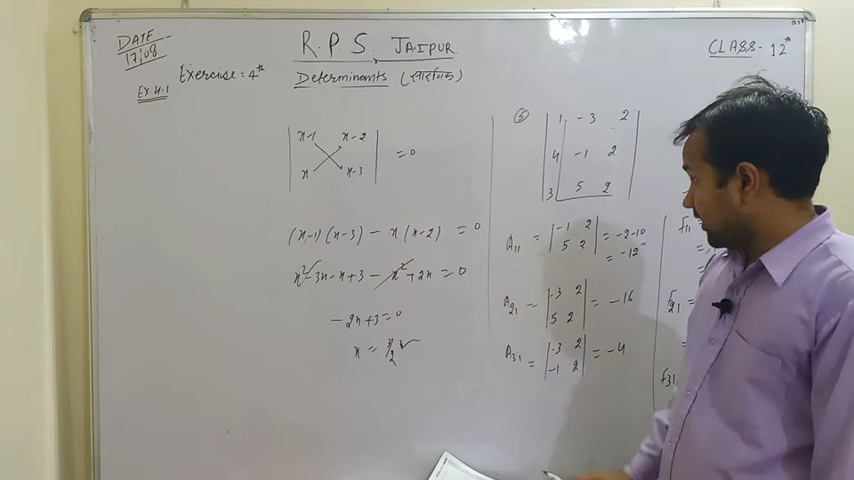 DATE
17/08
R.P.S. JAIPUR
CLASS - 12th
Exercise : 4th
Determinants (सारणिक)
EX 4.1
| x-1 x-2 |
| x x-3 | = 0
(x-1)(x-3) - x(x-2) = 0
x² - 3x - x + 3 - x² + 2x = 0
-2x + 3 = 0
x = 3/2 ✓
⑤
| 1 -3 2 |
| 4 -1 2 |
| 3 5 2 |
A11 = | -1 2 | = -2-10
| 5 2 | = -12
A21 = | -3 2 | = -16
| 5 2 |
A31 = | -3 2 | = -4
| -1 2 |
F11 =
F21
F31